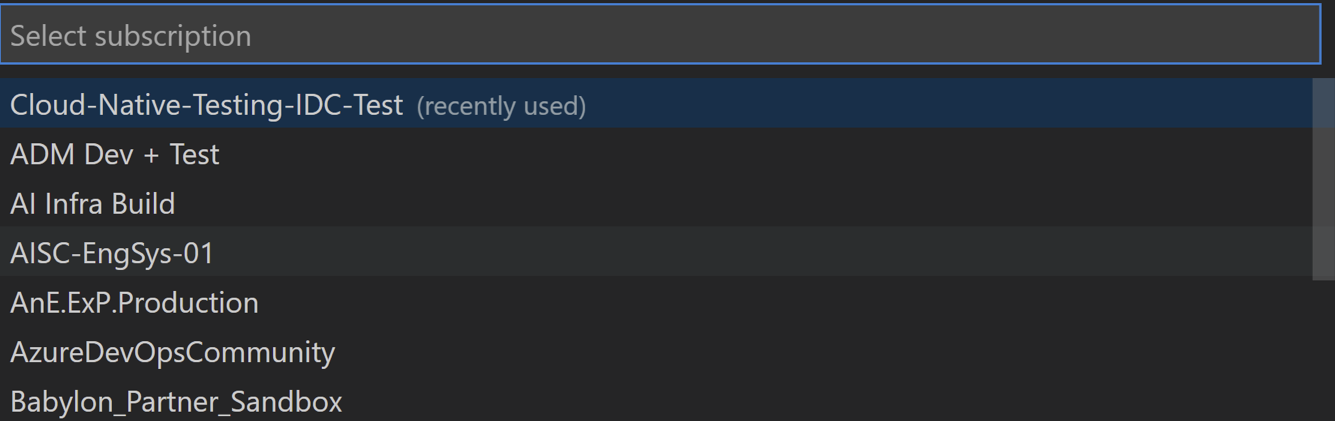 Select subscription
Cloud-Native-Testing-IDC-Test (recently used)
ADM Dev + Test
AI Infra Build
AISC-EngSys-01
AnE.ExP.Production
AzureDevOpsCommunity
Babylon_Partner_Sandbox